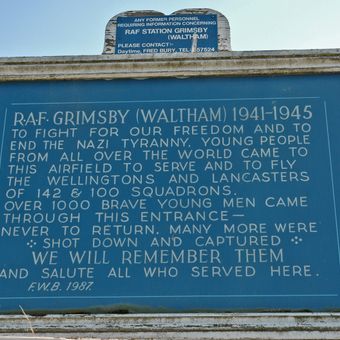 ANY FORMER PERSONNEL
REQUIRING INFORMATION CONCERNING
RAF STATION GRIMSBY
(WALTHAM)
PLEASE CONTACT:-
Daytime, FRED BURY, TEL. 57524
RAF GRIMSBY (WALTHAM) 1941-1945
TO FIGHT FOR OUR FREEDOM AND TO
END THE NAZI TYRANNY, YOUNG PEOPLE
FROM ALL OVER THE WORLD CAME TO
THIS AIRFIELD TO SERVE AND TO FLY
THE WELLINGTONS AND LANCASTERS
OF 142 & 100 SQUADRONS.
OVER 1000 BRAVE YOUNG MEN CAME
THROUGH THIS ENTRANCE—
NEVER TO RETURN. MANY MORE WERE
SHOT DOWN AND CAPTURED
WE WILL REMEMBER THEM
AND SALUTE ALL WHO SERVED HERE.
F.W.B. 1987.